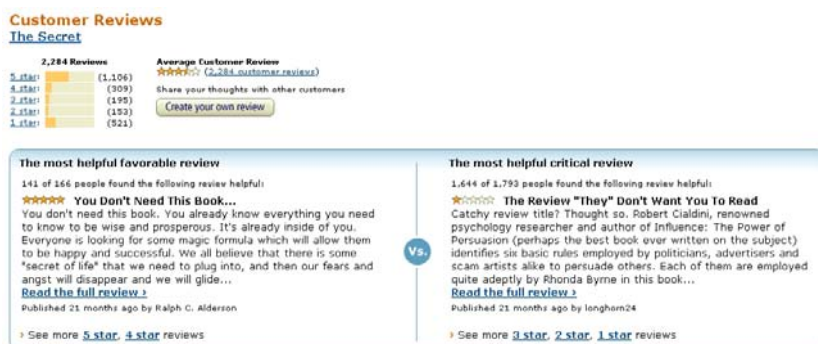 Customer Reviews
The Secret
2,284 Reviews
5 star: (1,106)
4 star: (309)
3 star: (195)
2 star: (153)
1 star: (521)
Average Customer Review
(2,284 customer reviews)
Share your thoughts with other customers
Create your own review
The most helpful favorable review
141 of 166 people found the following review helpful:
You Don't Need This Book...
You don't need this book. You already know everything you need
to know to be wise and prosperous. It's already inside of you.
Everyone is looking for some magic formula which will allow them
to be happy and successful. We all believe that there is some
"secret of life" that we need to plug into, and then our fears and
angst will disappear and we will glide...
Read the full review ›
Published 21 months ago by Ralph C. Alderson
› See more 5 star, 4 star reviews
Vs.
The most helpful critical review
1,644 of 1,793 people found the following review helpful:
The Review "They" Don't Want You To Read
Catchy review title? Thought so. Robert Cialdini, renowned
psychology researcher and author of Influence: The Power of
Persuasion (perhaps the best book ever written on the subject)
identifies six basic rules employed by politicians, advertisers and
scam artists alike to persuade others. Each of them are employed
quite adeptly by Rhonda Byrne in this book...
Read the full review ›
Published 21 months ago by longhorn24
› See more 3 star, 2 star, 1 star reviews